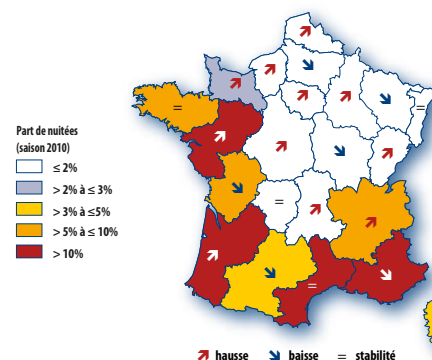 Part de nuitées
(saison 2010)
≤ 2%
> 2% à ≤ 3%
> 3% à ≤5%
> 5% à ≤ 10%
> 10%
=
=
=
=
hausse
baisse
= stabilité